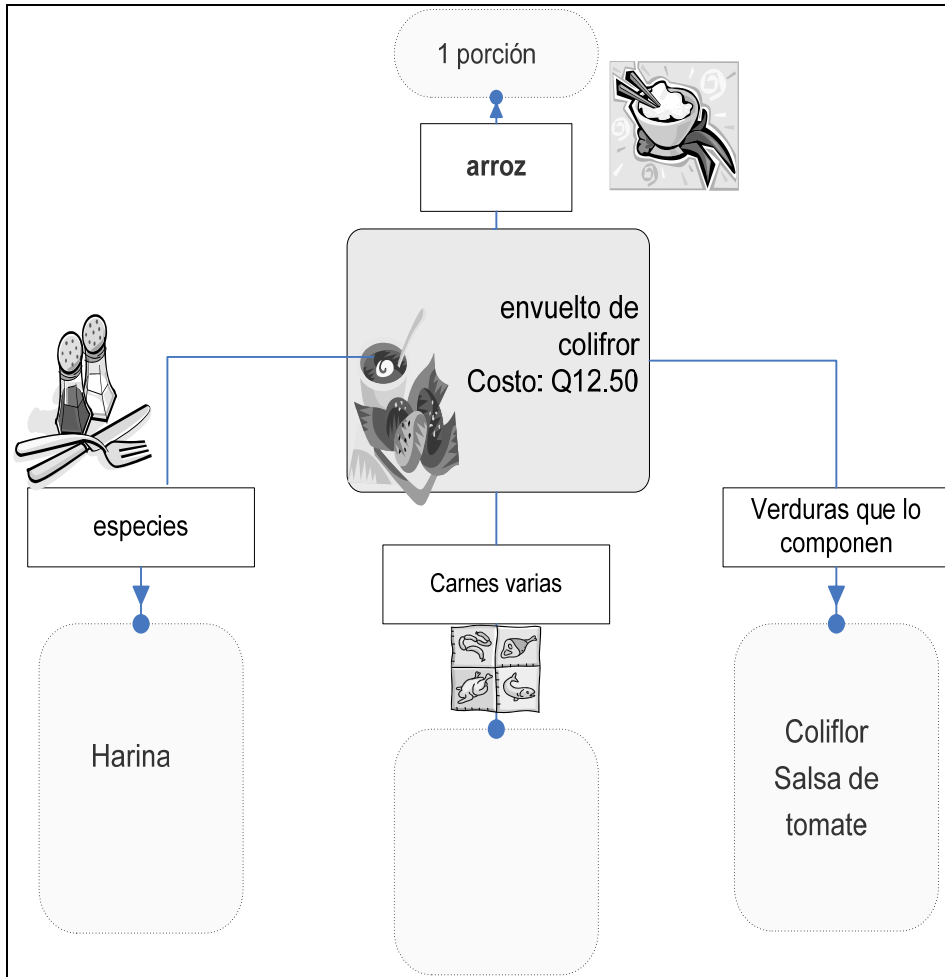 1 porción
arroz
envuelto de
colifror
Costo: Q12.50
especies
Carnes varias
Verduras que lo
componen
Harina
Coliflor
Salsa de
tomate